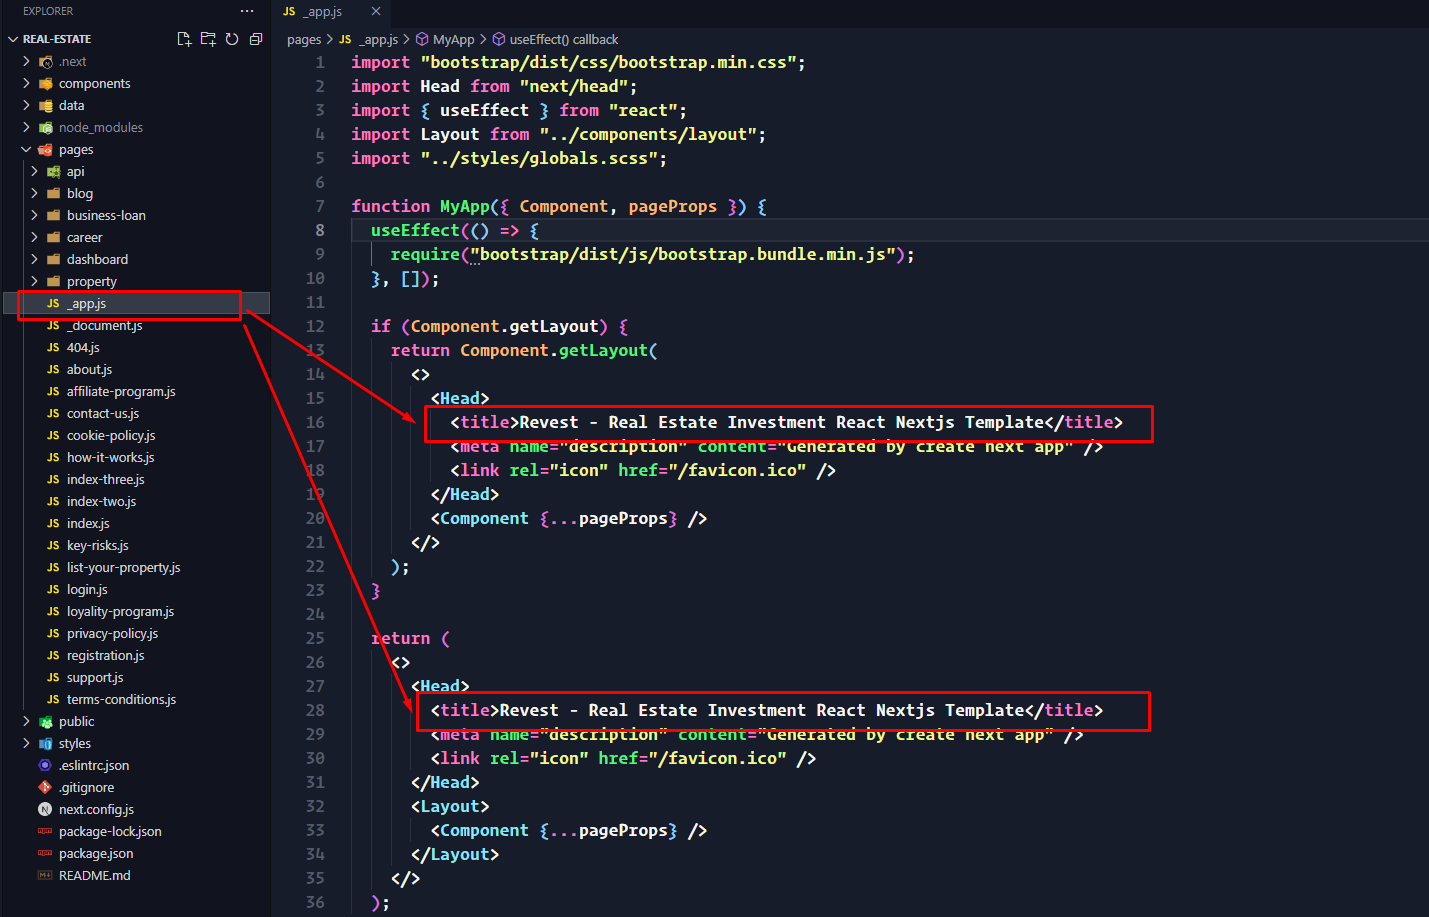 EXPLORER
REAL-ESTATE
.next
components
data
node_modules
pages
api
blog
business-loan
career
dashboard
property
JS _app.js
JS _document.js
JS 404.js
JS about.js
JS affiliate-program.js
JS contact-us.js
JS cookie-policy.js
JS how-it-works.js
JS index-three.js
JS index-two.js
JS index.js
JS key-risks.js
JS list-your-property.js
JS login.js
JS loyality-program.js
JS privacy-policy.js
JS registration.js
JS support.js
JS terms-conditions.js
public
styles
.eslintrc.json
.gitignore
next.config.js
package-lock.json
package.json
README.md
JS _app.js
pages > JS _app.js > MyApp > useEffect() callback
1 import "bootstrap/dist/css/bootstrap.min.css";
2 import Head from "next/head";
3 import { useEffect } from "react";
4 import Layout from "../components/layout";
5 import "../styles/globals.scss";
6
7 function MyApp({ Component, pageProps }) {
8 useEffect(() => {
9 require("bootstrap/dist/js/bootstrap.bundle.min.js");
10 }, []);
11
12 if (Component.getLayout) {
13 return Component.getLayout(
14 <>
15 <Head>
16 <title>Revest - Real Estate Investment React Nextjs Template</title>
17 <meta name="description" content="Generated by create next app" />
18 <link rel="icon" href="/favicon.ico" />
19 </Head>
20 <Component {...pageProps} />
21 </>
22 );
23 }
24
25 return (
26 <>
27 <Head>
28 <title>Revest - Real Estate Investment React Nextjs Template</title>
29 <meta name="description" content="Generated by create next app" />
30 <link rel="icon" href="/favicon.ico" />
31 </Head>
32 <Layout>
33 <Component {...pageProps} />
34 </Layout>
35 </>
36 );